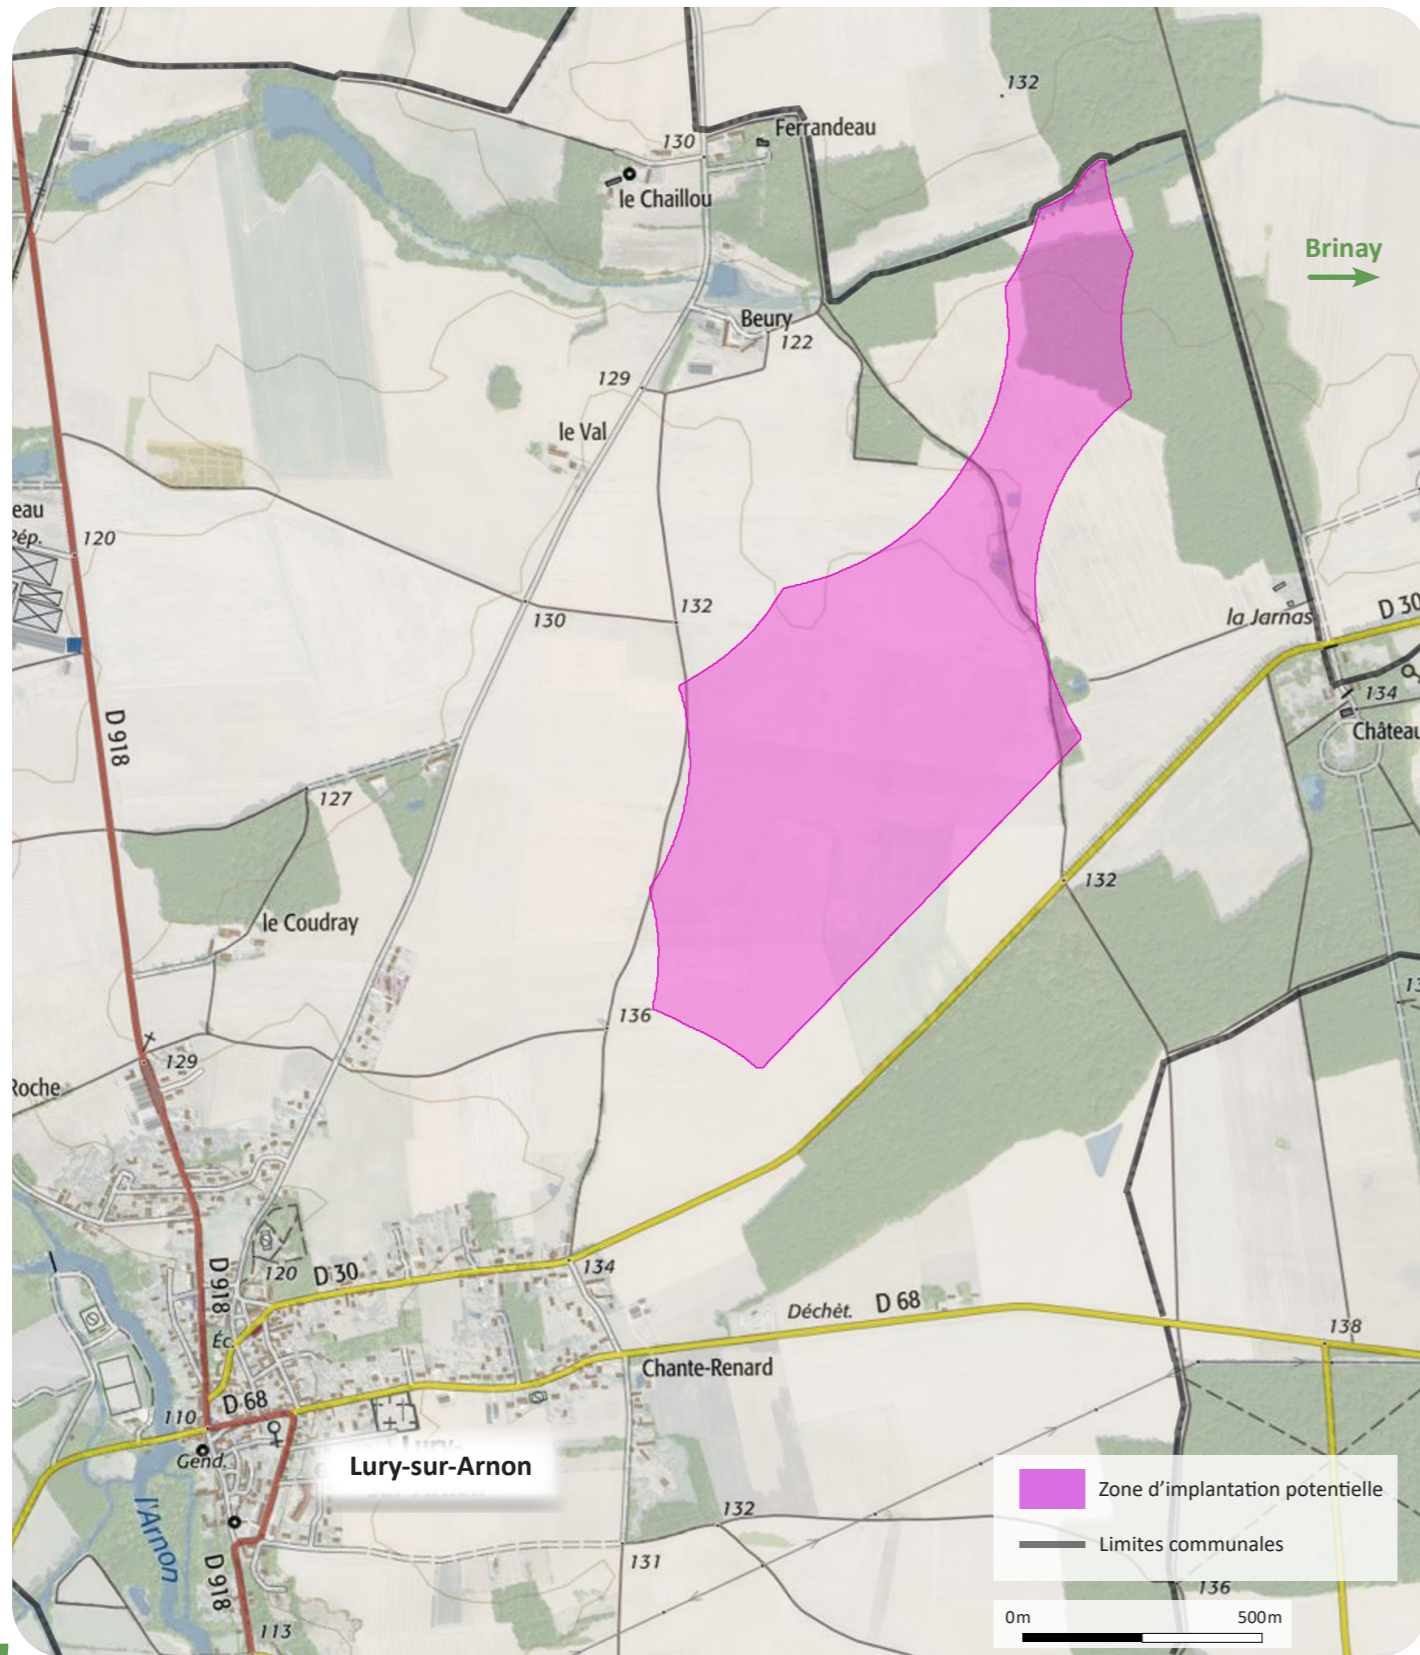 132
Ferrandeau
130
le Chaillou
Brinay
Beury
122
129
le Val
eau
Dép.
120
132
130
la Jarnas
D 30
134
Château
D 918
127
132
le Coudray
136
129
Roche
134
D 918
120
D 30
Déchèt.
D 68
Éc.
138
Chante-Renard
D 68
110
Gend.
Lury-sur-Arnon
l'Arnon
132
131
D 918
113
136
Zone d'implantation potentielle
Limites communales
0m
500m